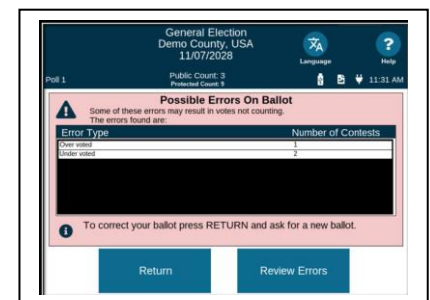 General Election
Demo County, USA
11/07/2028
Language
Help
Poll 1
Public Count: 3
Protected Count: 5
11:31 AM
Possible Errors On Ballot
Some of these errors may result in votes not counting.
The errors found are:
Error Type Number of Contests
Over voted 1
Under voted 2
To correct your ballot press RETURN and ask for a new ballot.
Return Review Errors